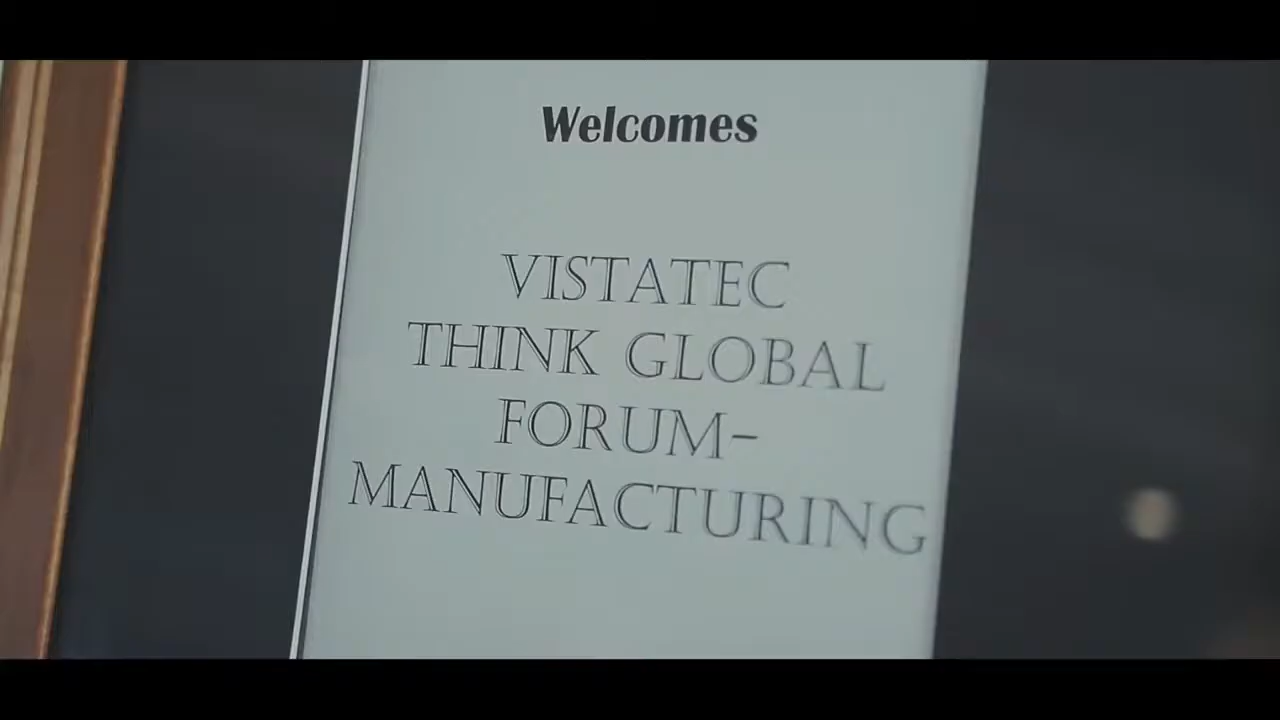 Welcomes
VISTATEC
THINK GLOBAL
FORUM-
MANUFACTURING